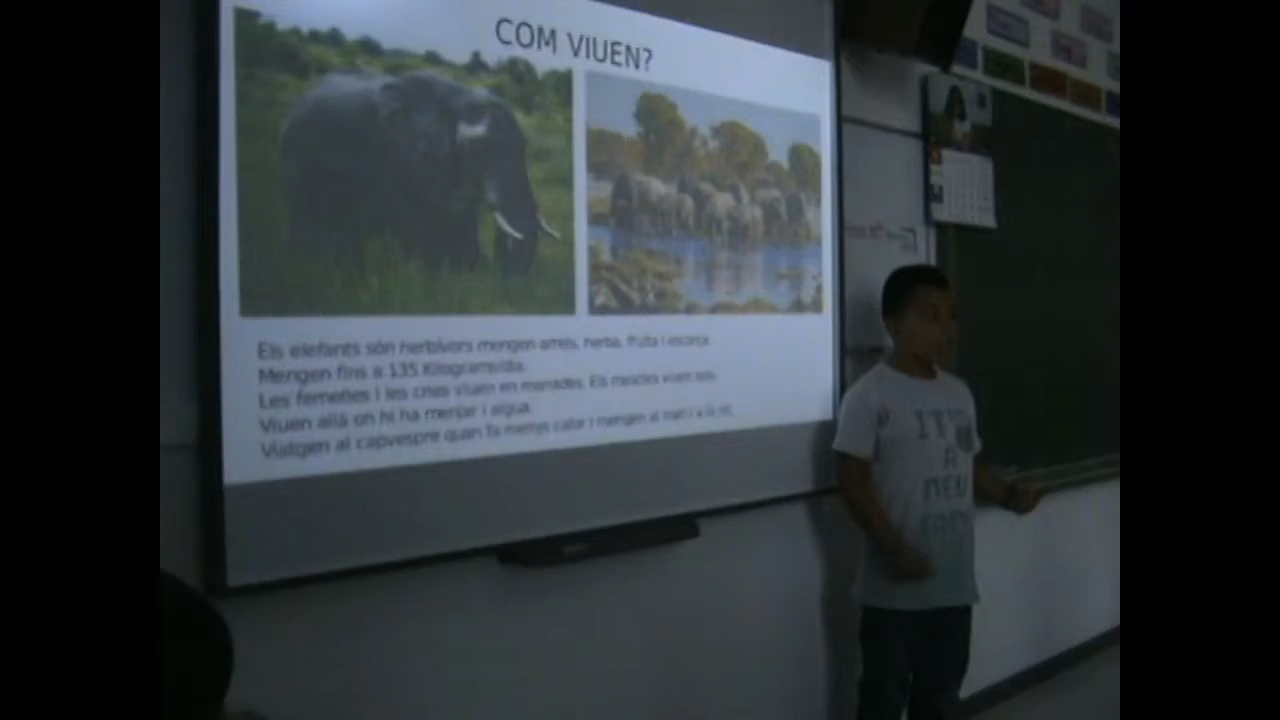 COM VIUEN?
Els elefants són herbívors mengen arrels, herba, fruita i escorça.
Mengen fins a 135 Kilograms/dia.
Les femelles i les cries viuen en manades. Els mascles viuen sols.
Viuen allà on hi ha menjar i aigua.
Viatgen al capvespre quan fa menys calor i mengen al matí i a la nit.
IT'S
A
NEW